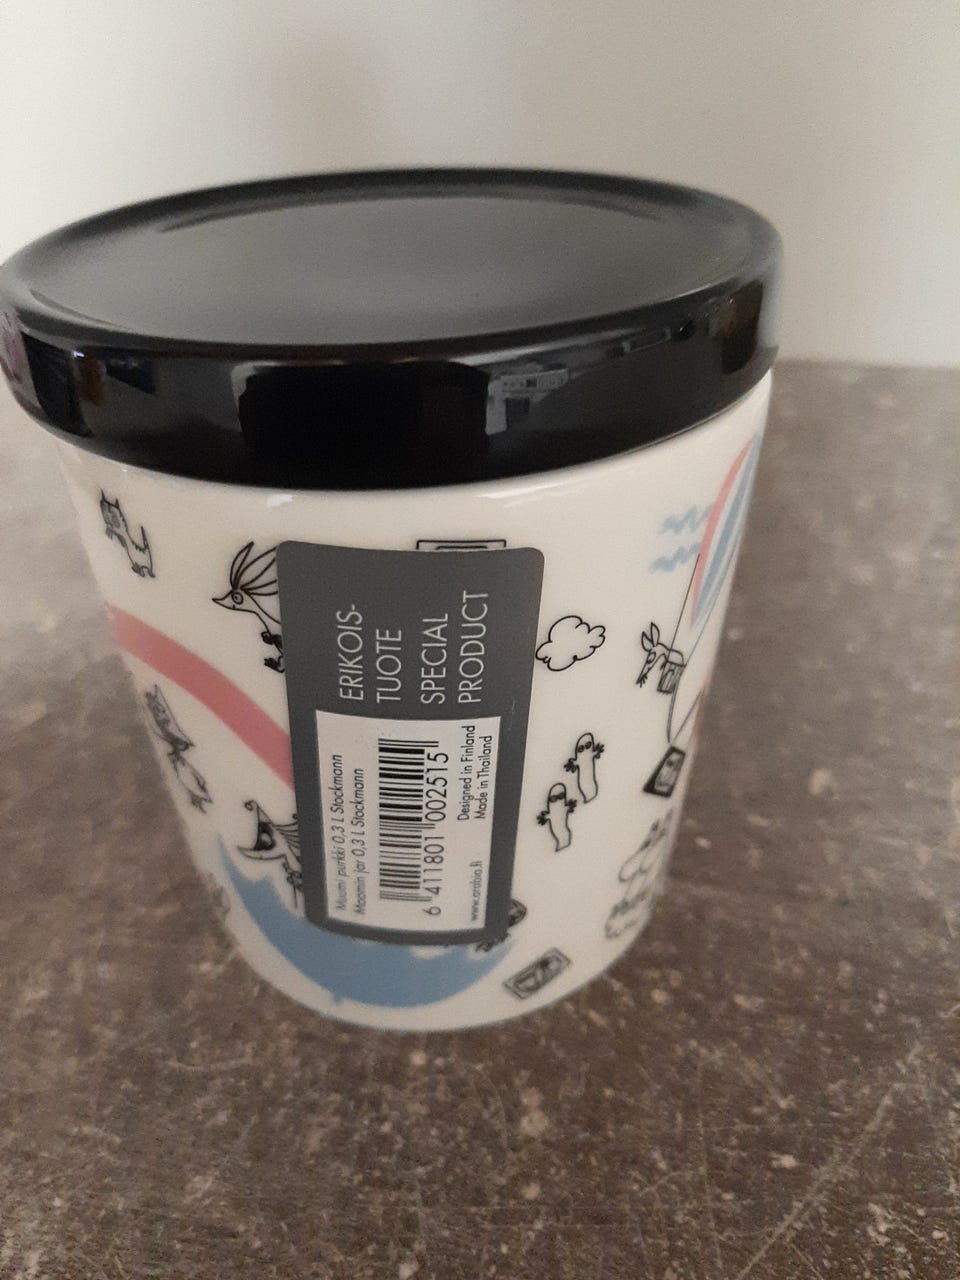 ERIKOIS-
TUOTE
SPECIAL
PRODUCT
Muumi purkki 0,3 L Stockmann
Moomin jar 0,3 L Stockmann
6 411801 002515
Designed in Finland
Made in Thailand
www.arabia.fi